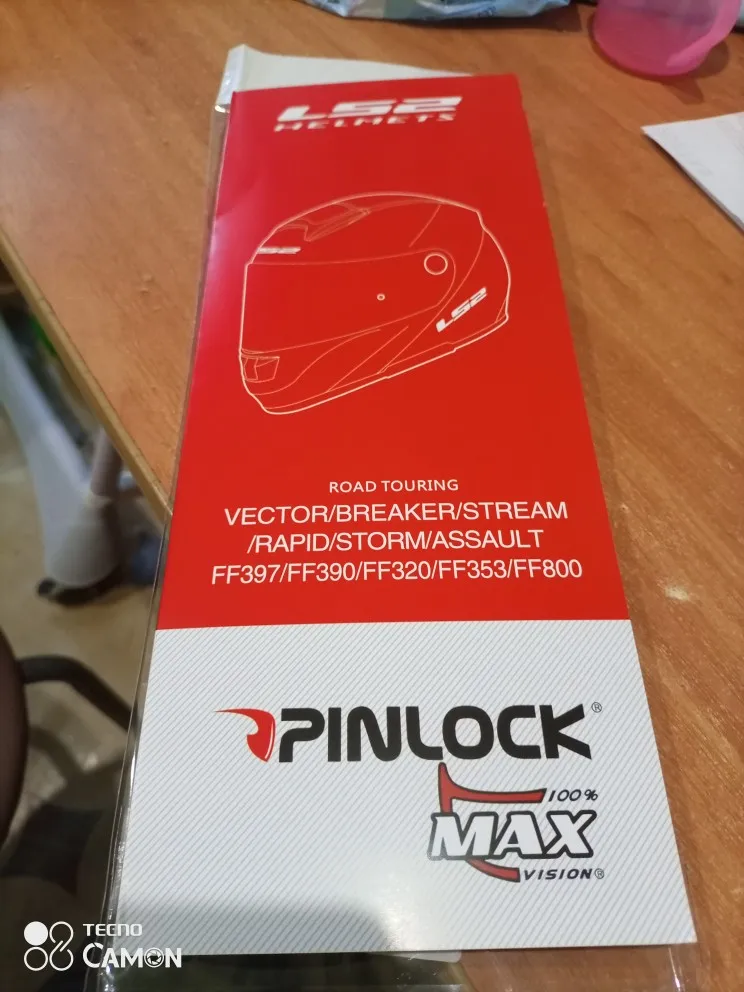 LS2
HELMETS
LS2
LS2
ROAD TOURING
VECTOR/BREAKER/STREAM
/RAPID/STORM/ASSAULT
FF397/FF390/FF320/FF353/FF800
PINLOCK®
100%
MAX
VISION®
TECNO
CAMON